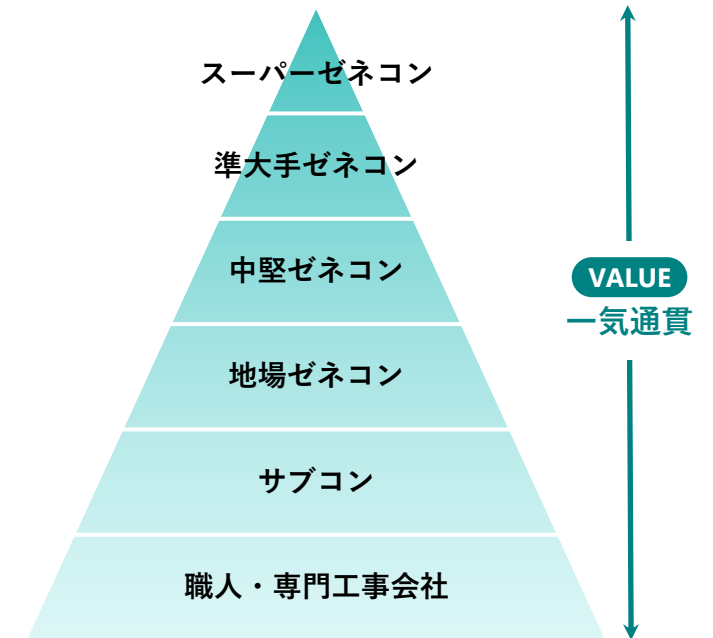 スーパーゼネコン
準大手ゼネコン
中堅ゼネコン
VALUE
一気通貫
地場ゼネコン
サブコン
職人・専門工事会社